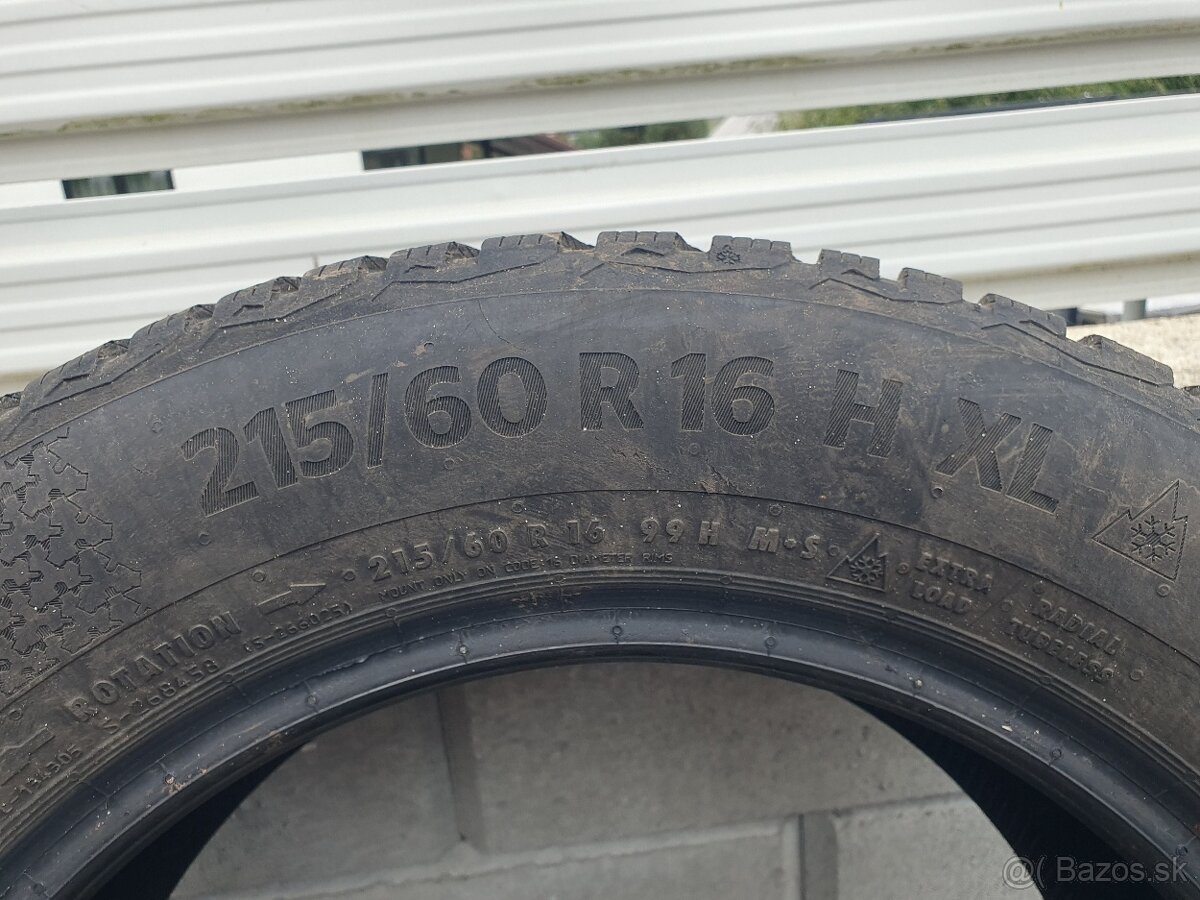 215/60 R 16 H XL
215/60 R 16 99 H M•S EXTRA LOAD RADIAL TUBELESS
MOUNT ONLY ON CODE:16 DIAMETER RIMS
ROTATION
@( Bazos.sk